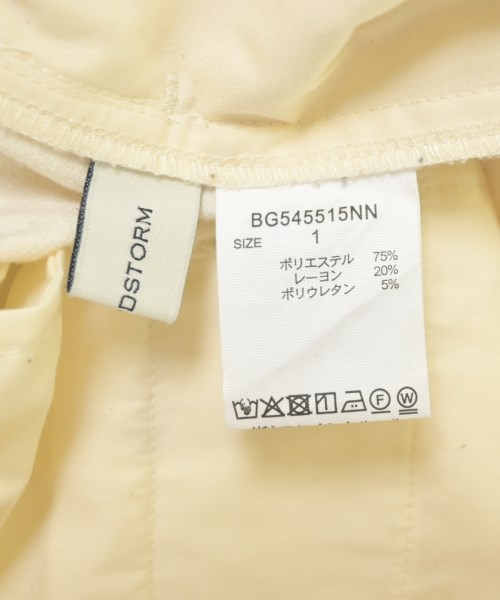 DSTORM
BG545515NN
SIZE 1
ポリエステル 75%
レーヨン 20%
ポリウレタン 5%
F W